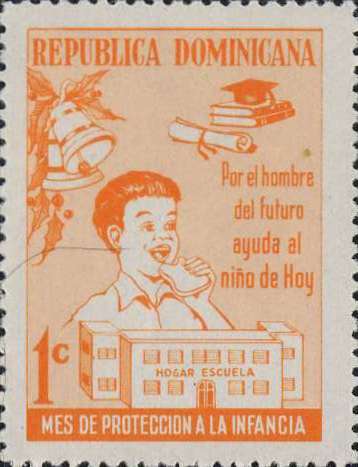 REPUBLICA DOMINICANA
Por el hombre
del futuro
ayuda al
niño de Hoy
1c
HOGAR ESCUELA
MES DE PROTECCION A LA INFANCIA